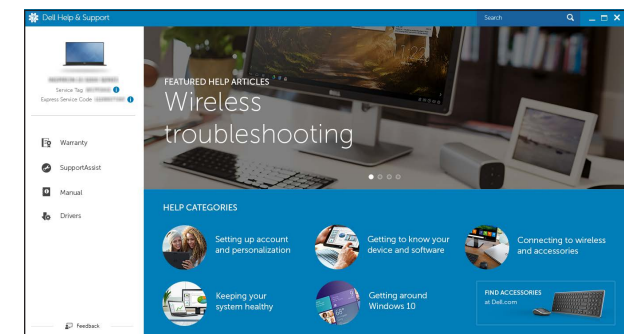 Dell Help & Support
Search
Service Tag
Express Service Code
Warranty
SupportAssist
Manual
Drivers
Feedback
FEATURED HELP ARTICLES
Wireless
troubleshooting
HELP CATEGORIES
Setting up account
and personalization
Getting to know your
device and software
Connecting to wireless
and accessories
Keeping your
system healthy
Getting around
Windows 10
FIND ACCESSORIES
at Dell.com